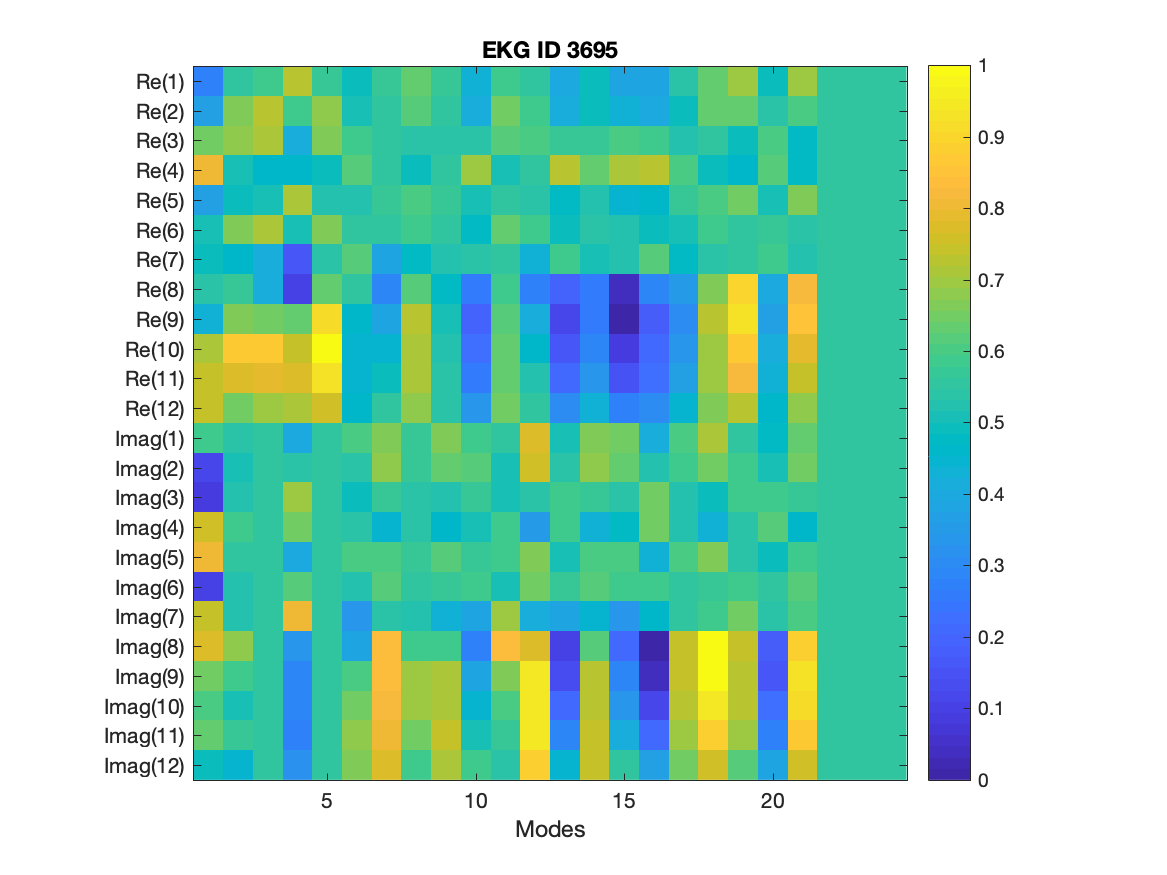 EKG ID 3695
Re(1)
Re(2)
Re(3)
Re(4)
Re(5)
Re(6)
Re(7)
Re(8)
Re(9)
Re(10)
Re(11)
Re(12)
Imag(1)
Imag(2)
Imag(3)
Imag(4)
Imag(5)
Imag(6)
Imag(7)
Imag(8)
Imag(9)
Imag(10)
Imag(11)
Imag(12)
5 10 15 20
Modes
1
0.9
0.8
0.7
0.6
0.5
0.4
0.3
0.2
0.1
0